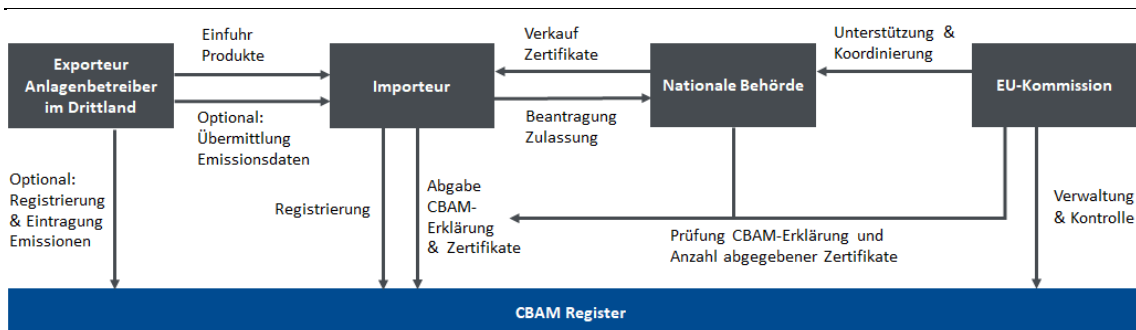 Einfuhr
Produkte
Verkauf
Zertifikate
Unterstützung &
Koordinierung
Exporteur
Anlagenbetreiber
im Drittland
Importeur
Nationale Behörde
EU-Kommission
Optional:
Übermittlung
Emissionsdaten
Beantragung
Zulassung
Optional:
Registrierung
& Eintragung
Emissionen
Registrierung
Abgabe
CBAM-
Erklärung
& Zertifikate
Prüfung CBAM-Erklärung und
Anzahl abgegebener Zertifikate
Verwaltung
& Kontrolle
CBAM Register